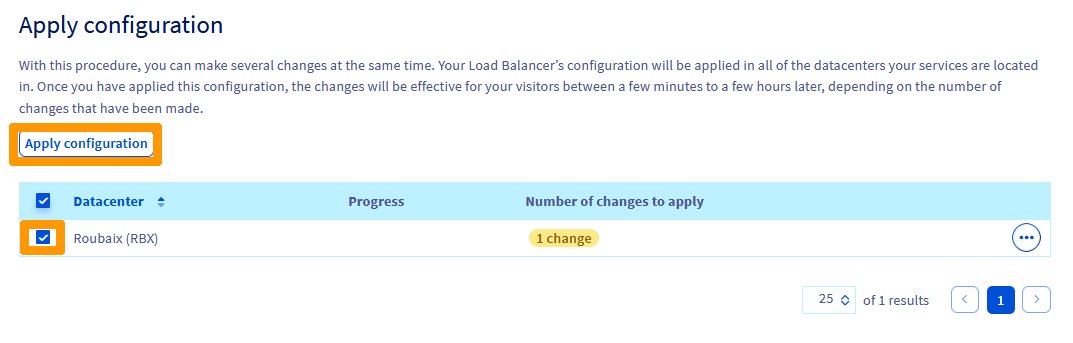 Apply configuration
With this procedure, you can make several changes at the same time. Your Load Balancer’s configuration will be applied in all of the datacenters your services are located
in. Once you have applied this configuration, the changes will be effective for your visitors between a few minutes to a few hours later, depending on the number of
changes that have been made.
Apply configuration
Datacenter Progress Number of changes to apply
Roubaix (RBX) 1 change
25 of 1 results 1